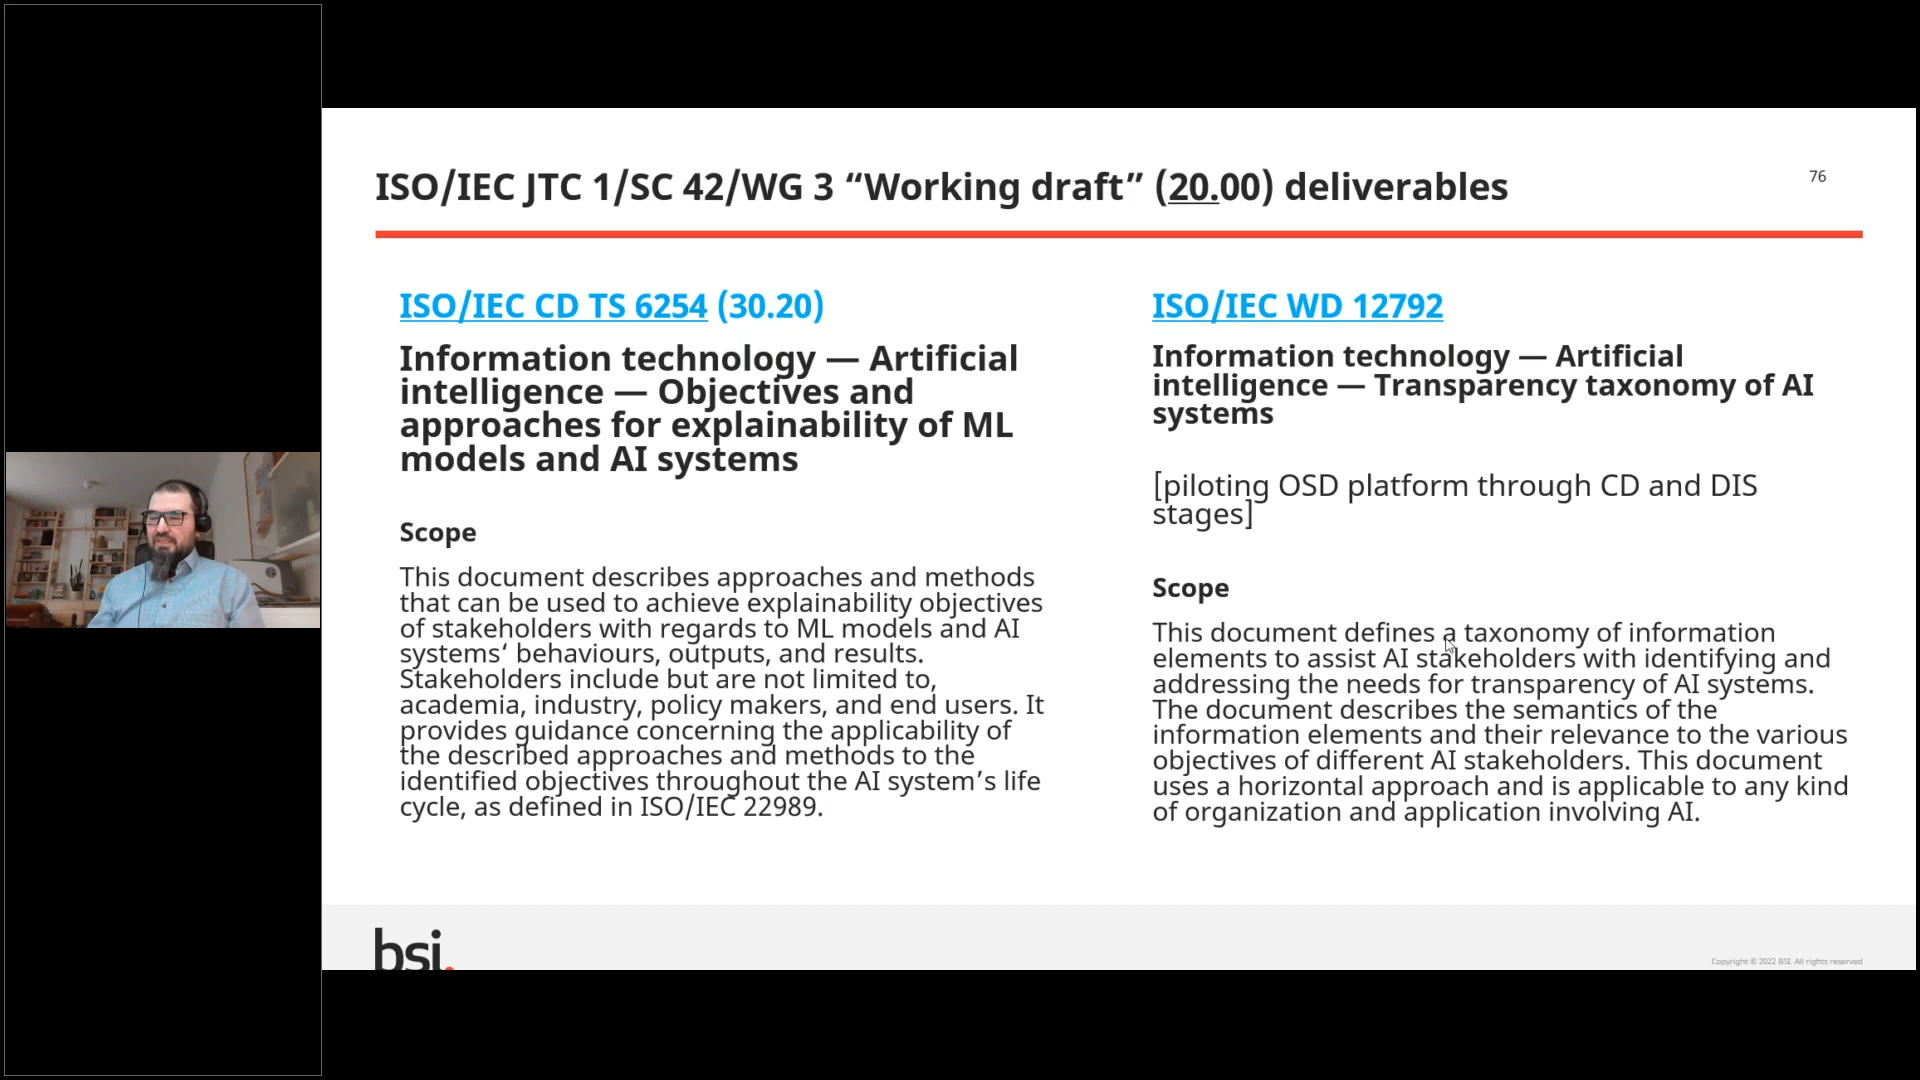 ISO/IEC JTC 1/SC 42/WG 3 “Working draft” (20.00) deliverables
76
ISO/IEC CD TS 6254 (30.20)
Information technology — Artificial
intelligence — Objectives and
approaches for explainability of ML
models and AI systems
Scope
This document describes approaches and methods
that can be used to achieve explainability objectives
of stakeholders with regards to ML models and AI
systems‘ behaviours, outputs, and results.
Stakeholders include but are not limited to,
academia, industry, policy makers, and end users. It
provides guidance concerning the applicability of
the described approaches and methods to the
identified objectives throughout the AI system’s life
cycle, as defined in ISO/IEC 22989.
ISO/IEC WD 12792
Information technology — Artificial
intelligence — Transparency taxonomy of AI
systems
[piloting OSD platform through CD and DIS
stages]
Scope
This document defines a taxonomy of information
elements to assist AI stakeholders with identifying and
addressing the needs for transparency of AI systems.
The document describes the semantics of the
information elements and their relevance to the various
objectives of different AI stakeholders. This document
uses a horizontal approach and is applicable to any kind
of organization and application involving AI.
bsi.
Copyright © 2022 BSI. All rights reserved